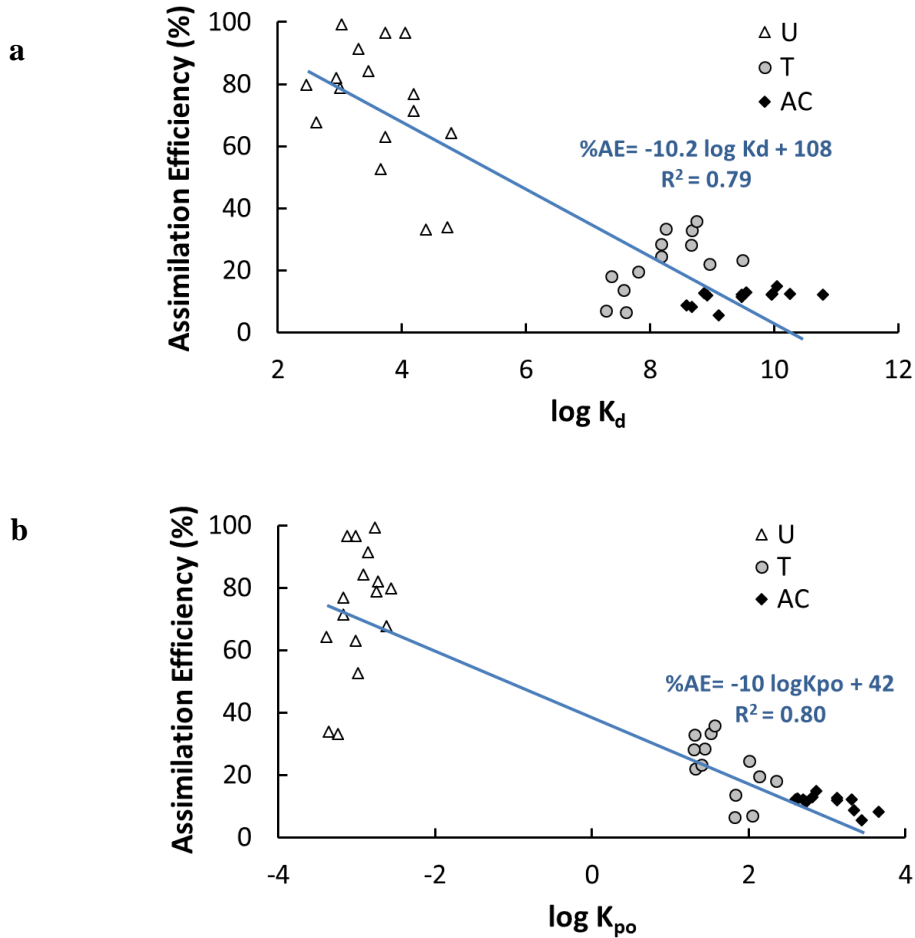 a
Assimilation Efficiency (%)
100
80
60
40
20
0
U
T
AC
%AE= -10.2 log Kd + 108
R² = 0.79
2 4 6 8 10 12
log Kd
b
Assimilation Efficiency (%)
100
80
60
40
20
0
U
T
AC
%AE= -10 logKpo + 42
R² = 0.80
-4 -2 0 2 4
log Kpo